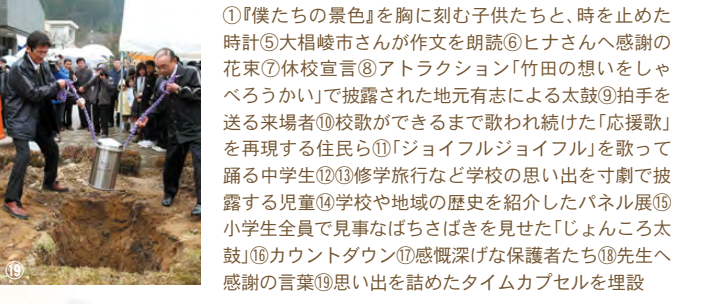 ①『僕たちの景色』を胸に刻む子供たちと、時を止めた
時計⑤大椙崚市さんが作文を朗読⑥ヒナさんへ感謝の
花束⑦休校宣言⑧アトラクション「竹田の想いをしゃ
べろうかい」で披露された地元有志による太鼓⑨拍手を
送る来場者⑩校歌ができるまで歌われ続けた「応援歌」
を再現する住民ら⑪「ジョイフルジョイフル」を歌って
踊る中学生⑫⑬修学旅行など学校の思い出を寸劇で披
露する児童⑭学校や地域の歴史を紹介したパネル展⑮
小学生全員で見事なばちさばきを見せた「じょんころ太
鼓」⑯カウントダウン⑰感慨深げな保護者たち⑱先生へ
感謝の言葉⑲思い出を詰めたタイムカプセルを埋設
⑲